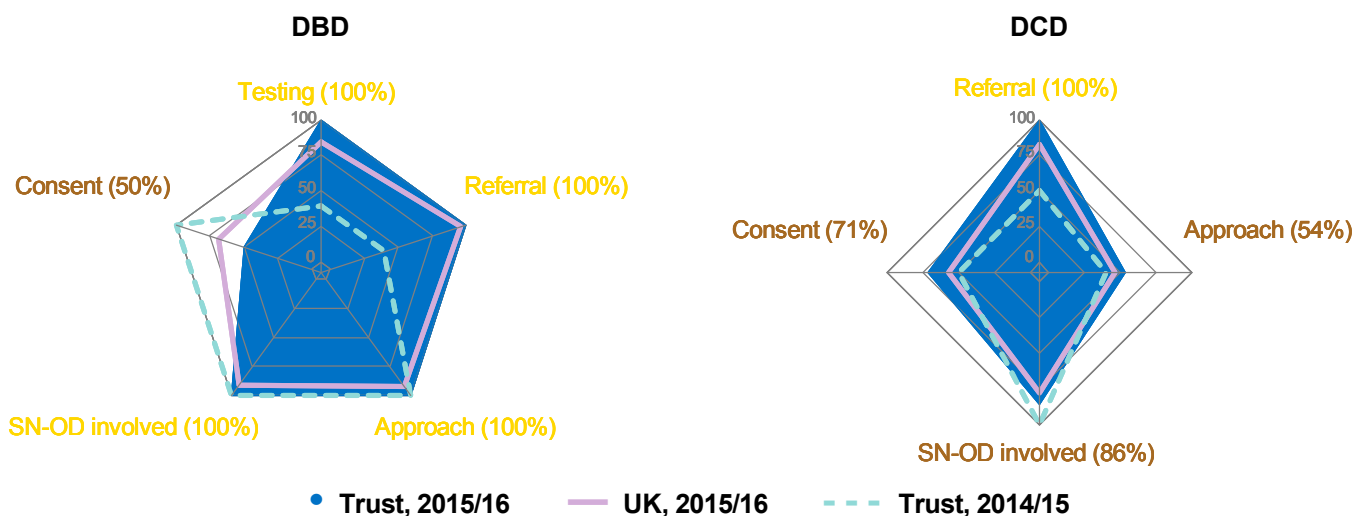 DBD
Testing (100%)
100
75
50
25
0
Consent (50%)
Referral (100%)
SN-OD involved (100%)
Approach (100%)
DCD
Referral (100%)
100
75
50
25
0
Consent (71%)
Approach (54%)
SN-OD involved (86%)
Trust, 2015/16
UK, 2015/16
Trust, 2014/15